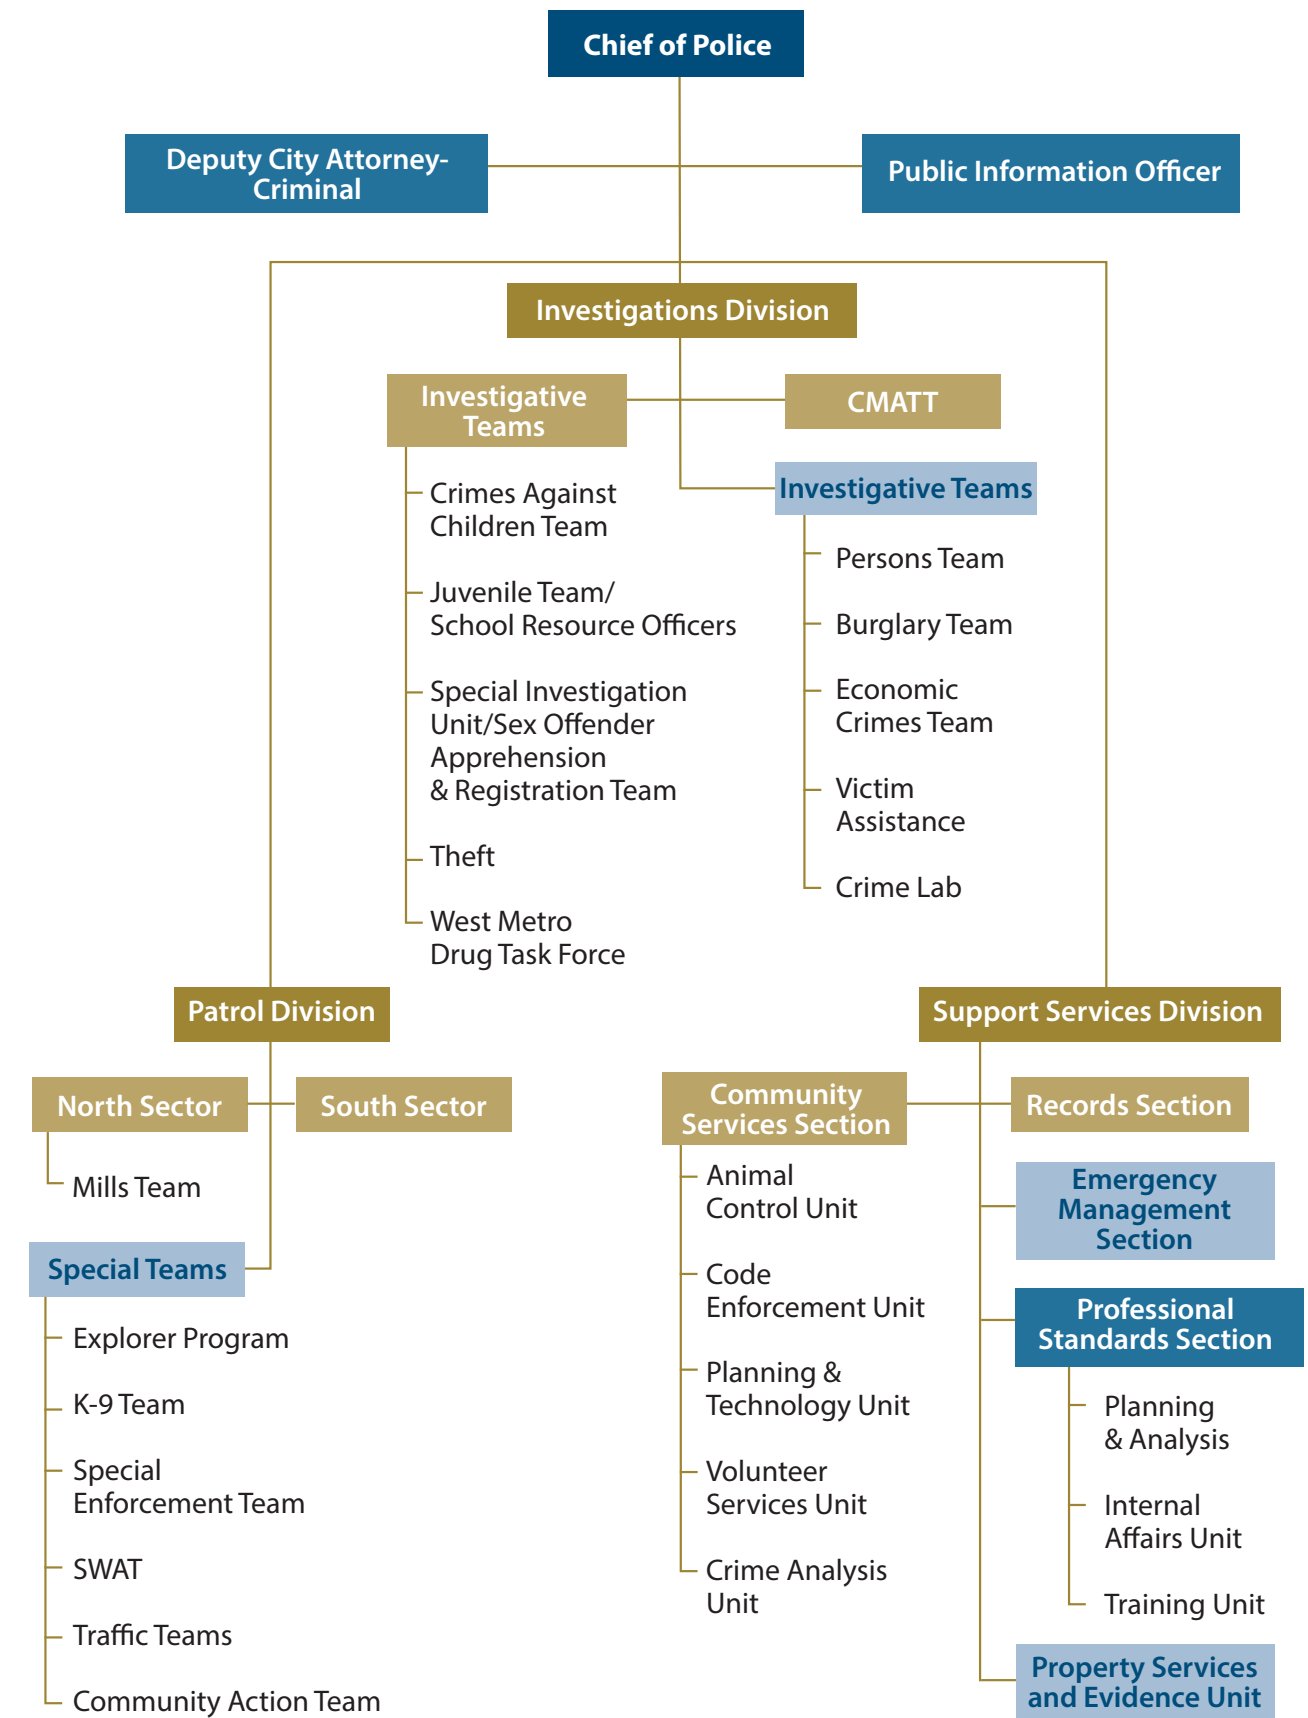 Chief of Police
Deputy City Attorney-
Criminal
Public Information Officer
Investigations Division
Investigative
Teams
CMATT
Crimes Against
Children Team
Juvenile Team/
School Resource Officers
Special Investigation
Unit/Sex Offender
Apprehension
& Registration Team
Theft
West Metro
Drug Task Force
Investigative Teams
Persons Team
Burglary Team
Economic
Crimes Team
Victim
Assistance
Crime Lab
Patrol Division
North Sector
South Sector
Mills Team
Special Teams
Explorer Program
K-9 Team
Special
Enforcement Team
SWAT
Traffic Teams
Community Action Team
Support Services Division
Community
Services Section
Records Section
Animal
Control Unit
Code
Enforcement Unit
Planning &
Technology Unit
Volunteer
Services Unit
Crime Analysis
Unit
Emergency
Management
Section
Professional
Standards Section
Planning
& Analysis
Internal
Affairs Unit
Training Unit
Property Services
and Evidence Unit